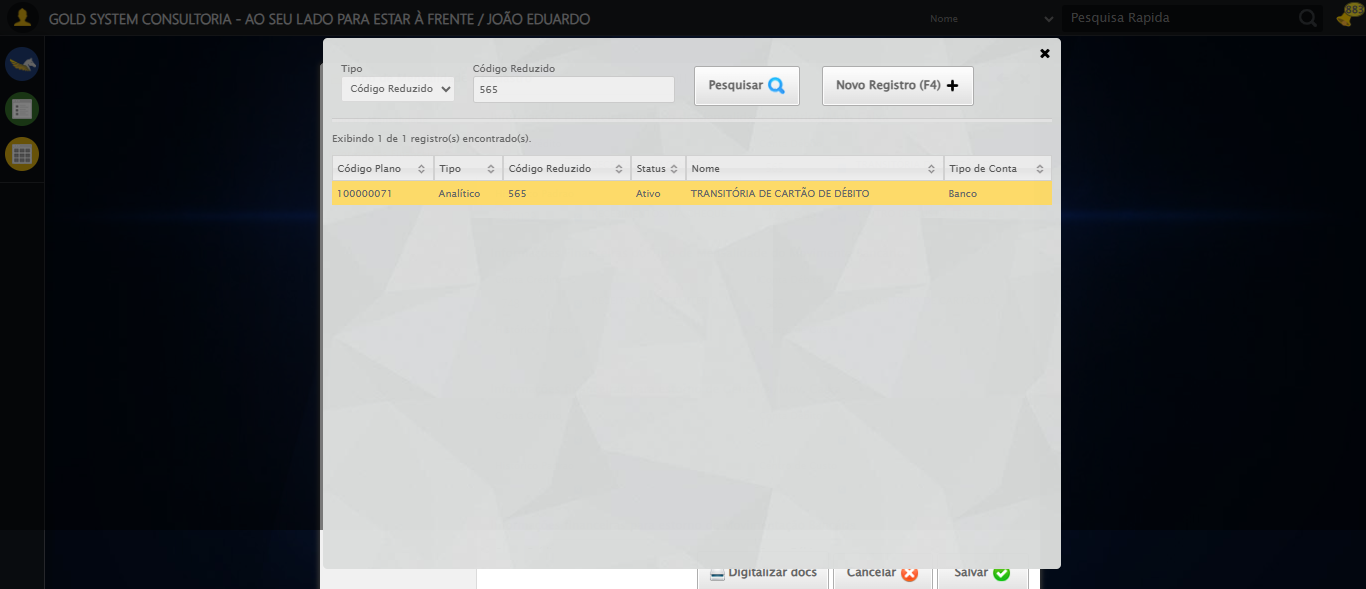 GOLD SYSTEM CONSULTORIA - AO SEU LADO PARA ESTAR À FRENTE / JOÃO EDUARDO
Nome
Pesquisa Rapida
883
Tipo
Código Reduzido
Código Reduzido
565
Pesquisar
Novo Registro (F4)
Exibindo 1 de 1 registro(s) encontrado(s).
Código Plano Tipo Código Reduzido Status Nome Tipo de Conta
100000071 Analítico 565 Ativo TRANSITÓRIA DE CARTÃO DE DÉBITO Banco
Digitalizar docs Cancelar Salvar